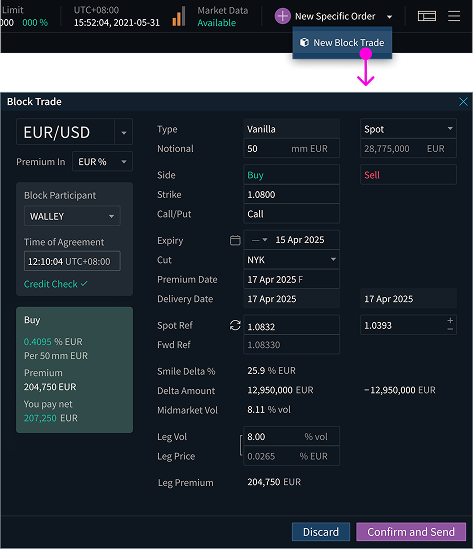 Limit
000 000 %
UTC+08:00
15:52:04, 2021-05-31
Market Data
Available
New Specific Order
New Block Trade
Block Trade
EUR/USD
Premium In EUR %
Block Participant
WALLEY
Time of Agreement
12:10:04 UTC+08:00
Credit Check
Buy
0.4095 % EUR
Per 50 mm EUR
Premium
204,750 EUR
You pay net
207,250 EUR
Type Vanilla Spot
Notional 50 mm EUR 28,775,000 EUR
Side Buy Sell
Strike 1.0800
Call/Put Call
Expiry — 15 Apr 2025
Cut NYK
Premium Date 17 Apr 2025 F
Delivery Date 17 Apr 2025 17 Apr 2025
Spot Ref 1.0832 1.0393
Fwd Ref 1.08330
Smile Delta % 25.9 % EUR
Delta Amount 12,950,000 EUR −12,950,000 EUR
Midmarket Vol 8.11 % vol
Leg Vol 8.00 % vol
Leg Price 0.0265 % EUR
Leg Premium 204,750 EUR
Discard Confirm and Send